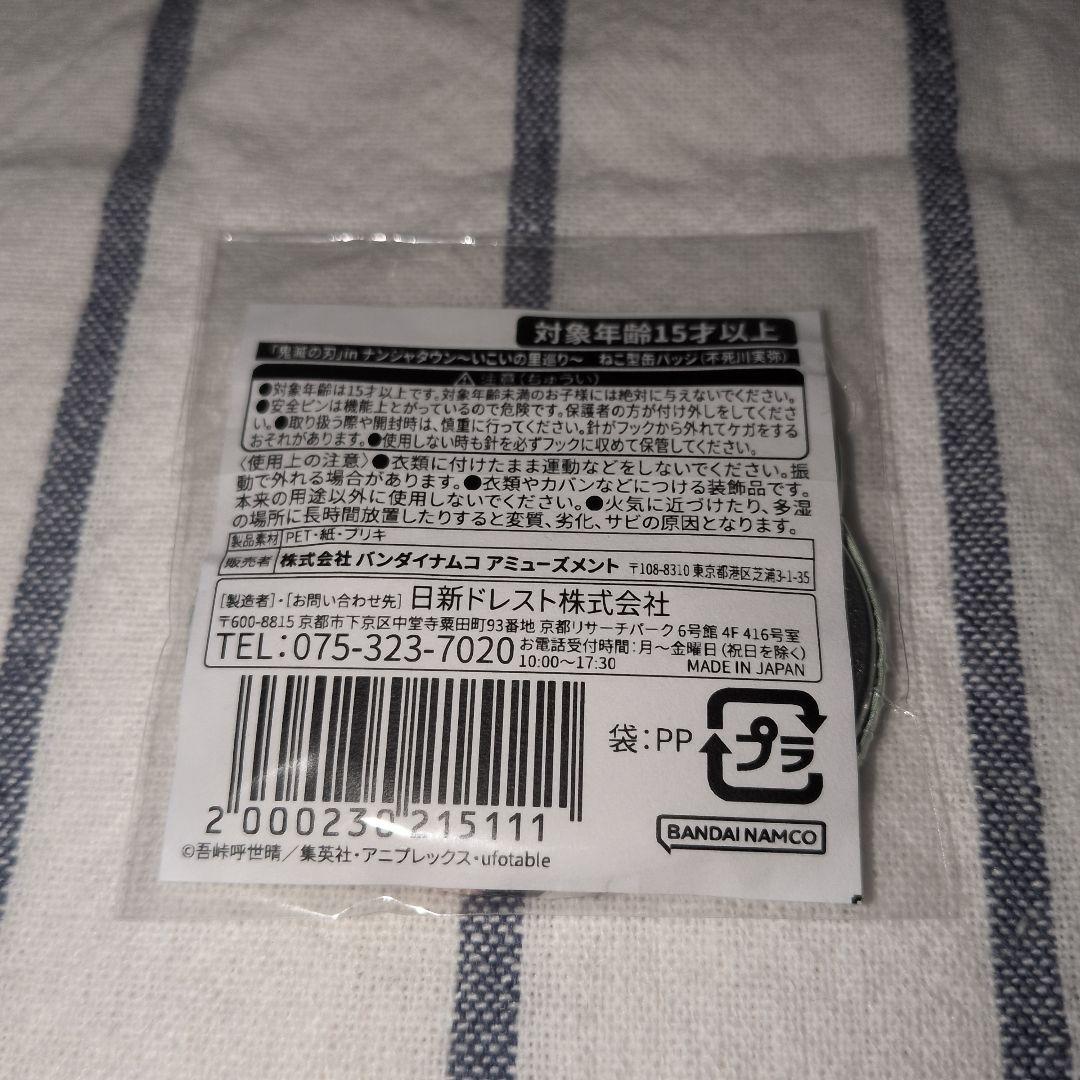 対象年齢15才以上
「鬼滅の刃」in ナンジャタウン〜いこいの里巡り〜　ねこ型缶バッジ(不死川実弥)
注意(ちゅうい)
●対象年齢は15才以上です。対象年齢未満のお子様には絶対に与えないでください。
●安全ピンは機能上とがっているので危険です。保護者の方が付け外しをしてくださ
い。●取り扱う際や開封時は、慎重に行ってください。針がフックから外れてケガをする
おそれがあります。●使用しない時も針を必ずフックに収めて保管してください。
〈使用上の注意〉●衣類に付けたまま運動などをしないでください。振
動で外れる場合があります。●衣類やカバンなどにつける装飾品です。
本来の用途以外に使用しないでください。●火気に近づけたり、多湿
の場所に長時間放置したりすると変質、劣化、サビの原因となります。
製品素材 PET・紙・ブリキ
販売者 株式会社 バンダイナムコ アミューズメント 〒108-8310 東京都港区芝浦3-1-35
[製造者]・[お問い合わせ先] 日新ドレスト株式会社
〒600-8815 京都市下京区中堂寺粟田町93番地 京都リサーチパーク 6号館 4F 416号室
TEL:075-323-7020 お電話受付時間:月〜金曜日(祝日を除く)
10:00〜17:30 MADE IN JAPAN
袋:PP プラ
2 000230 215111
BANDAI NAMCO
©吾峠呼世晴／集英社・アニプレックス・ufotable